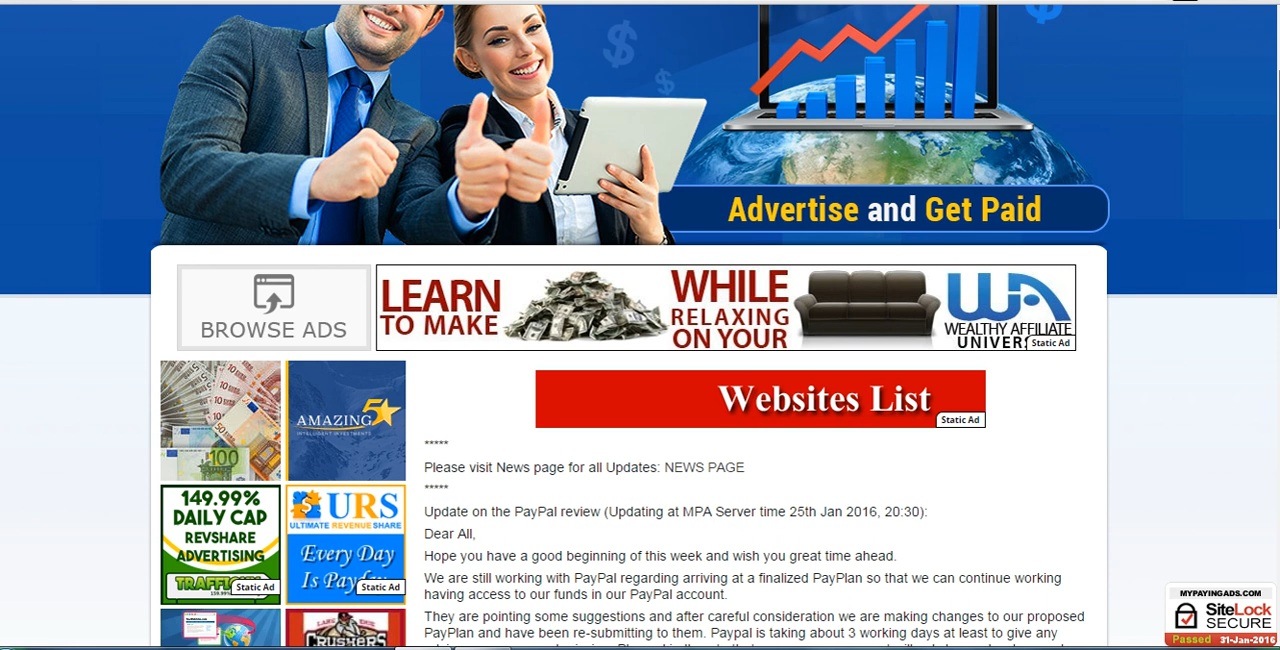 Advertise and Get Paid
BROWSE ADS
LEARN
TO MAKE
WHILE
RELAXING
ON YOUR
WA
WEALTHY AFFILIATE
UNIVER
Static Ad
Websites List
Static Ad
AMAZING 5
INTELLIGENT INVESTMENTS
149.99%
DAILY CAP
REVSHARE
ADVERTISING
Static Ad
URS
ULTIMATE REVENUE SHARE
Every Day
Is Payday
Static Ad
*****
Please visit News page for all Updates: NEWS PAGE
*****
Update on the PayPal review (Updating at MPA Server time 25th Jan 2016, 20:30):
Dear All,
Hope you have a good beginning of this week and wish you great time ahead.
We are still working with PayPal regarding arriving at a finalized PayPlan so that we can continue working
having access to our funds in our PayPal account.
They are pointing some suggestions and after careful consideration we are making changes to our proposed
PayPlan and have been re-submitting to them. Paypal is taking about 3 working days at least to give any
CRUSHERS
MYPAYINGADS.COM
SiteLock
SECURE
Passed 31-Jan-2016